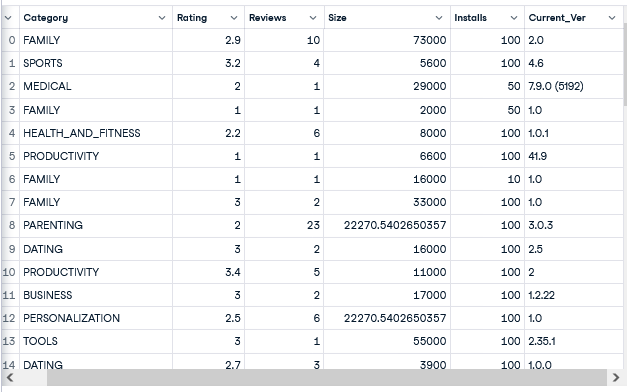 Category Rating Reviews Size Installs Current_Ver
0 FAMILY 2.9 10 73000 100 2.0
1 SPORTS 3.2 4 5600 100 4.6
2 MEDICAL 2 1 29000 50 7.9.0 (5192)
3 FAMILY 1 1 2000 50 1.0
4 HEALTH_AND_FITNESS 2.2 6 8000 100 1.0.1
5 PRODUCTIVITY 1 1 6600 100 41.9
6 FAMILY 1 1 16000 10 1.0
7 FAMILY 3 2 33000 100 1.0
8 PARENTING 2 23 22270.5402650357 100 3.0.3
9 DATING 3 2 16000 100 2.5
10 PRODUCTIVITY 3.4 5 11000 100 2
11 BUSINESS 3 2 17000 100 1.2.22
12 PERSONALIZATION 2.5 6 22270.5402650357 100 1.0
13 TOOLS 3 1 55000 100 2.35.1
14 DATING 2.7 3 3900 100 1.0.0